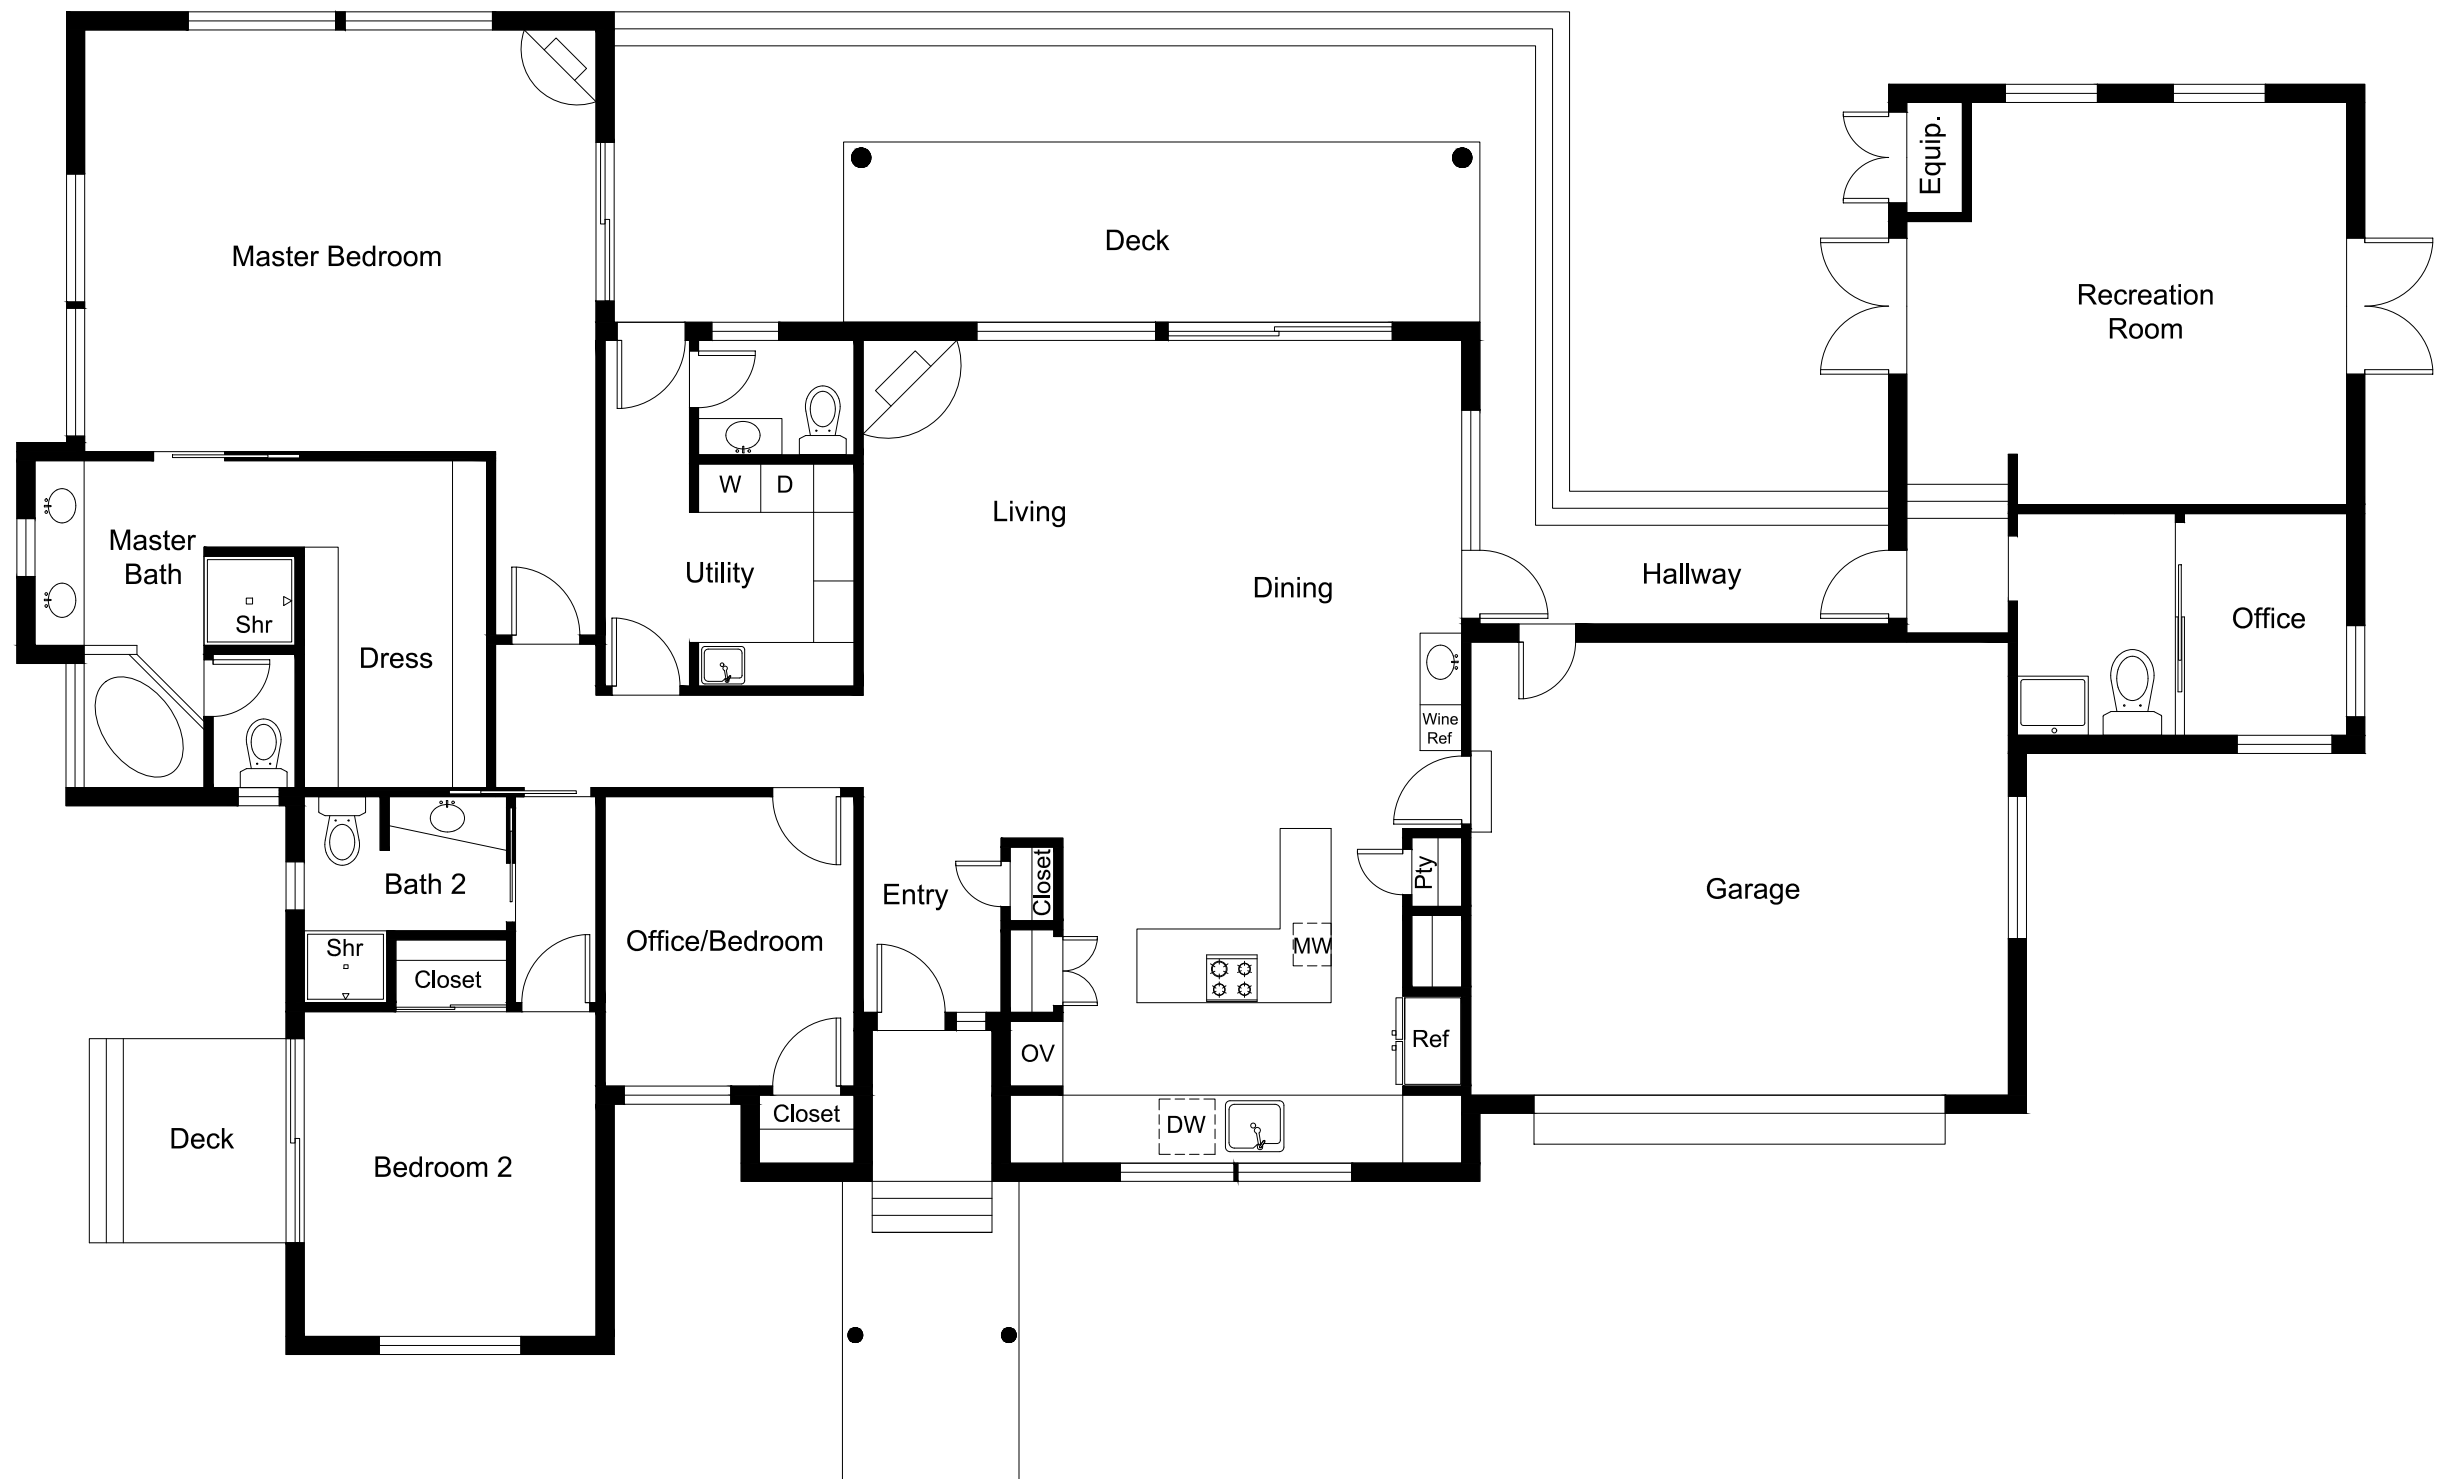 Equip.
Deck
Master Bedroom
Recreation
Room
W
D
Living
Master
Bath
Utility
Dining
Hallway
Shr
Office
Dress
Wine
Ref
Closet
Pty
Bath 2
Entry
Garage
Office/Bedroom
MW
Shr
Closet
Ref
OV
Closet
DW
Deck
Bedroom 2